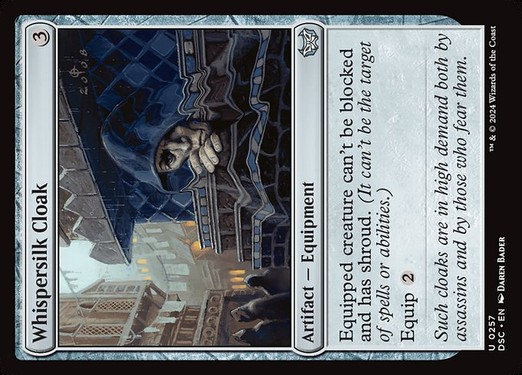 Whispersilk Cloak 3
2008
Artifact — Equipment
Equipped creature can't be blocked
and has shroud. (It can't be the target
of spells or abilities.)
Equip 2
Such cloaks are in high demand both by
assassins and by those who fear them.
U 0257
DSC • EN DAREN BADER
™ & © 2024 Wizards of the Coast